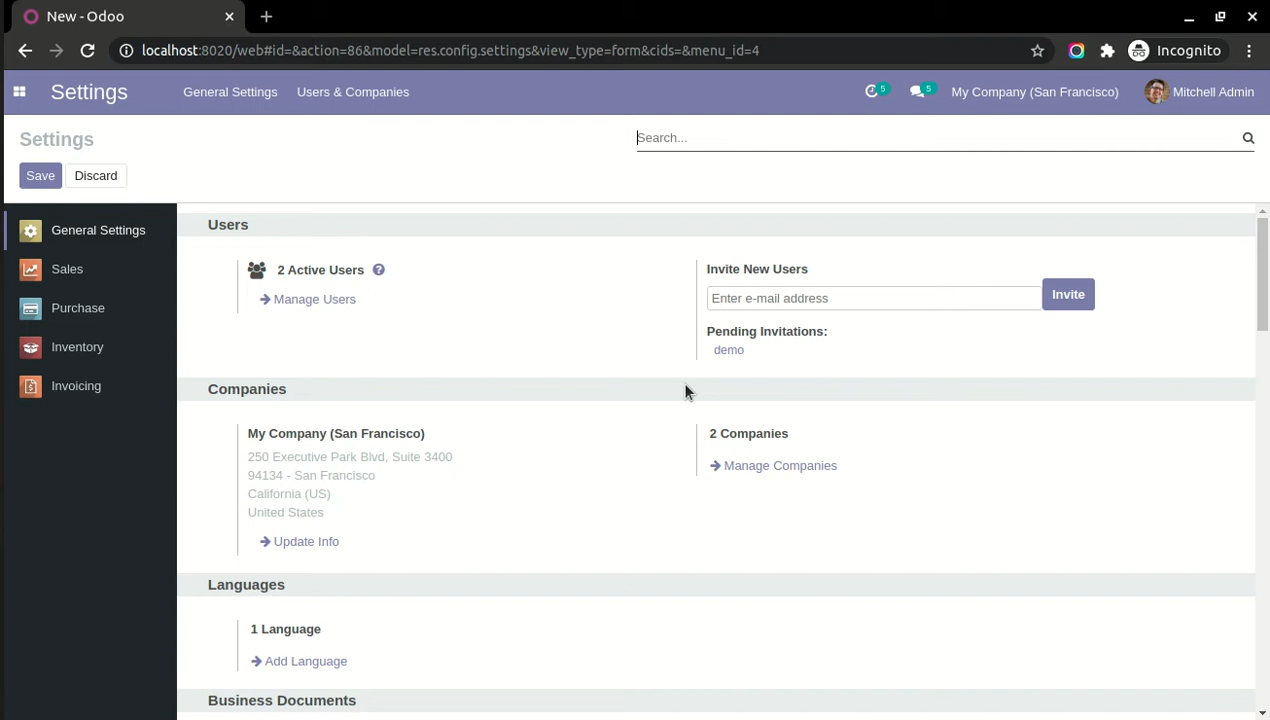 New - Odoo
localhost:8020/web#id=&action=86&model=res.config.settings&view_type=form&cids=&menu_id=4
Incognito
Settings
General Settings
Users & Companies
5
5
My Company (San Francisco)
Mitchell Admin
Settings
Search...
Save
Discard
General Settings
Sales
Purchase
Inventory
Invoicing
Users
2 Active Users
Manage Users
Invite New Users
Enter e-mail address
Invite
Pending Invitations:
demo
Companies
My Company (San Francisco)
250 Executive Park Blvd, Suite 3400
94134 - San Francisco
California (US)
United States
Update Info
2 Companies
Manage Companies
Languages
1 Language
Add Language
Business Documents